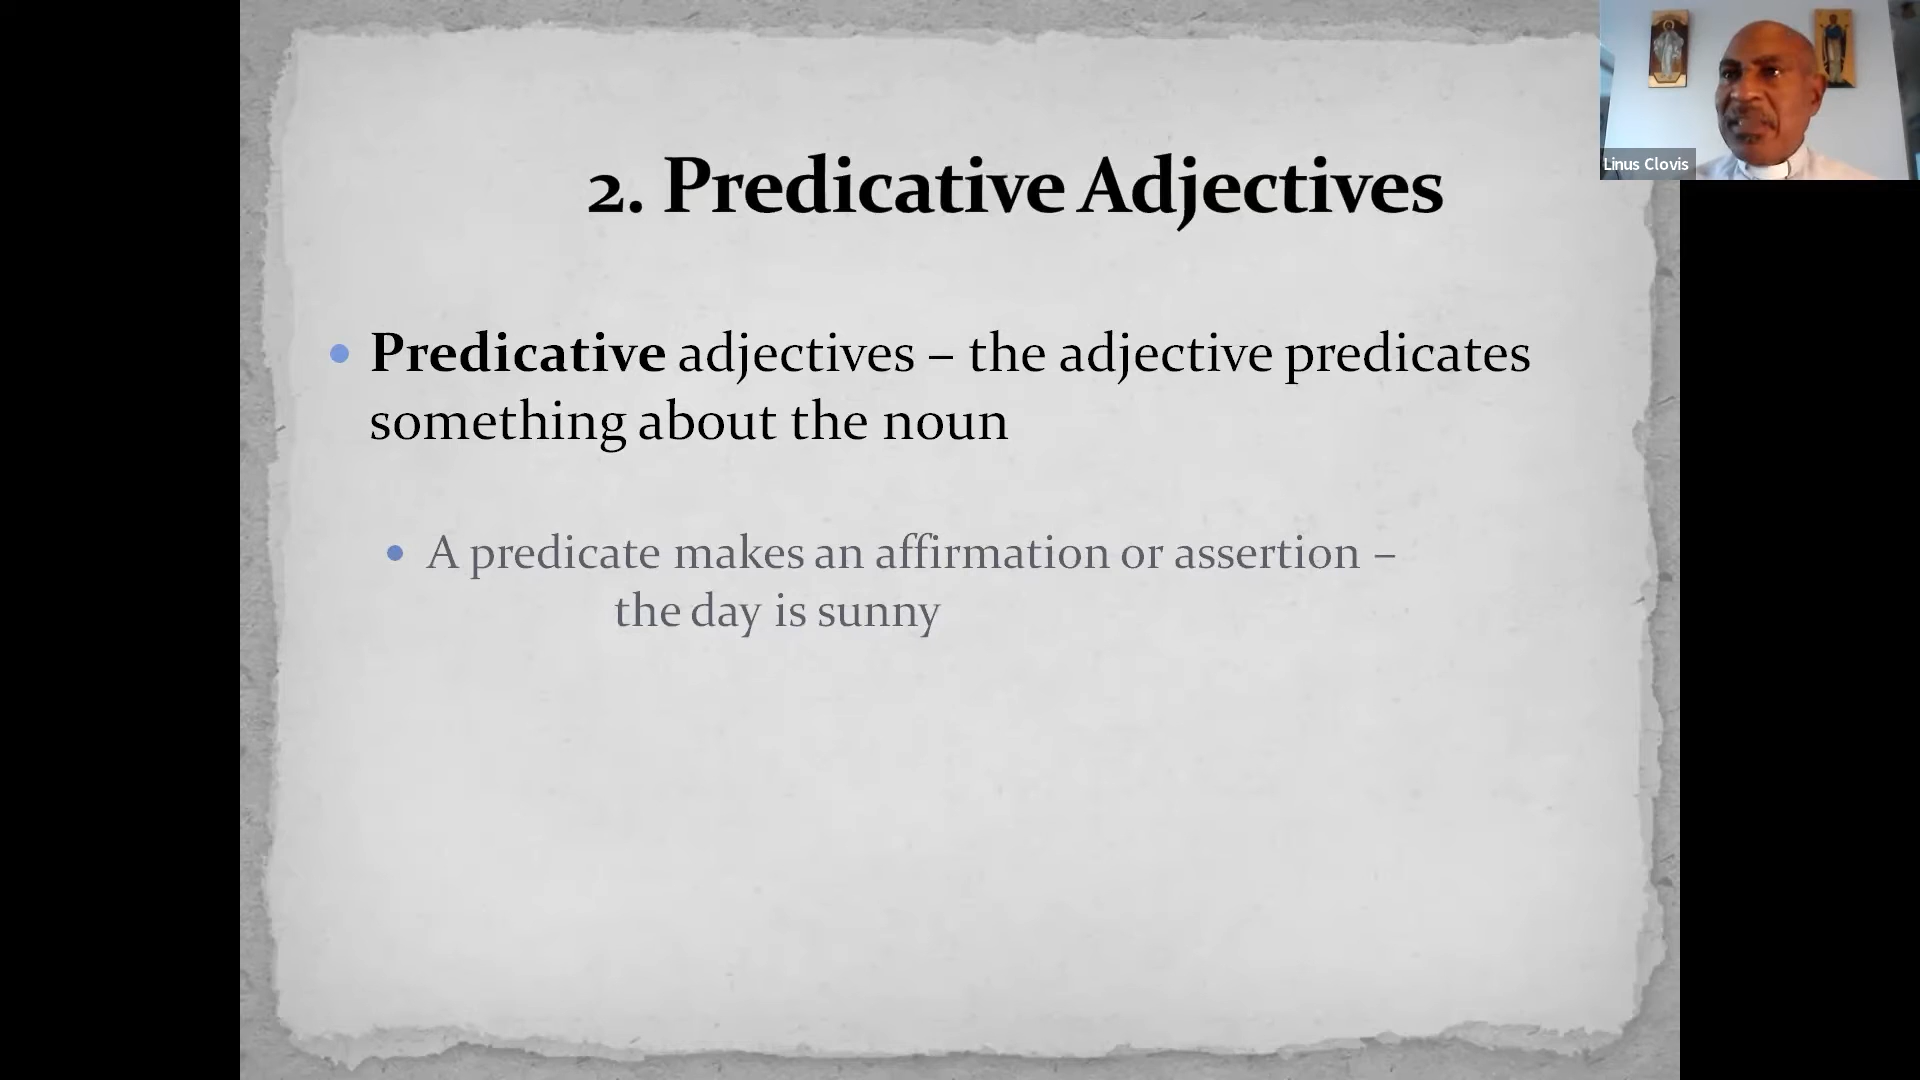 Linus Clovis
2. Predicative Adjectives
• Predicative adjectives – the adjective predicates
something about the noun
• A predicate makes an affirmation or assertion –
the day is sunny